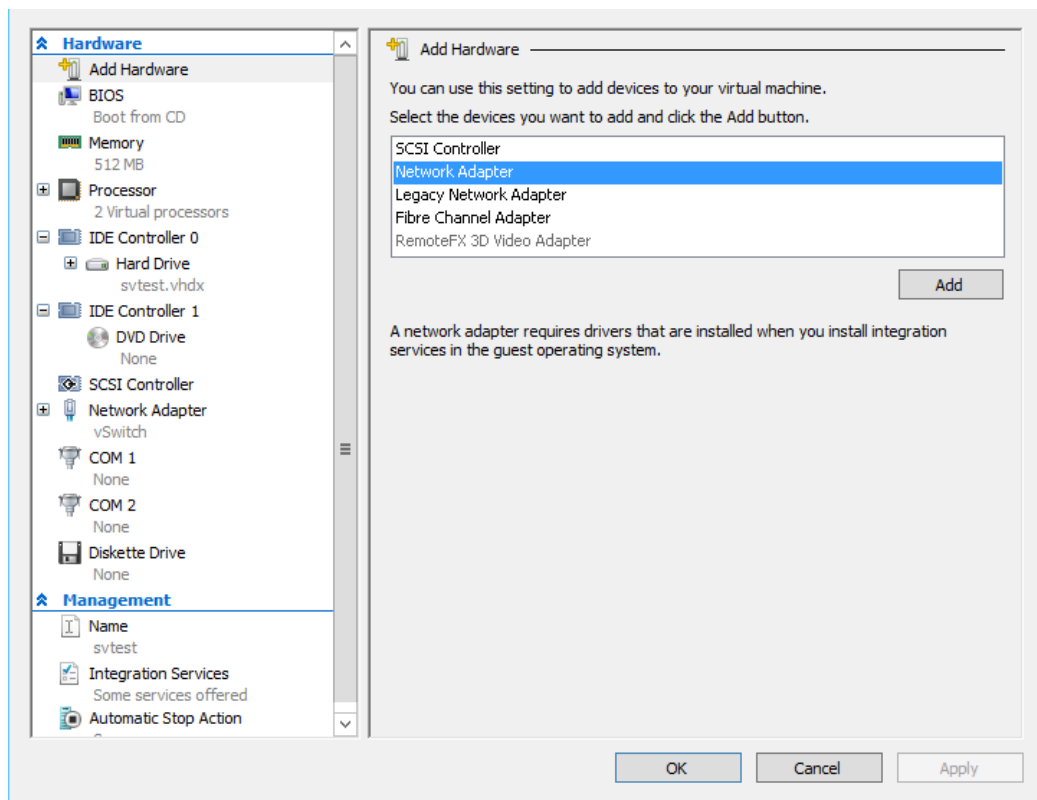 Hardware
Add Hardware
BIOS
Boot from CD
Memory
512 MB
Processor
2 Virtual processors
IDE Controller 0
Hard Drive
svtest.vhdx
IDE Controller 1
DVD Drive
None
SCSI Controller
Network Adapter
vSwitch
COM 1
None
COM 2
None
Diskette Drive
None
Management
Name
svtest
Integration Services
Some services offered
Automatic Stop Action
Add Hardware
You can use this setting to add devices to your virtual machine.
Select the devices you want to add and click the Add button.
SCSI Controller
Network Adapter
Legacy Network Adapter
Fibre Channel Adapter
RemoteFX 3D Video Adapter
Add
A network adapter requires drivers that are installed when you install integration
services in the guest operating system.
OK
Cancel
Apply